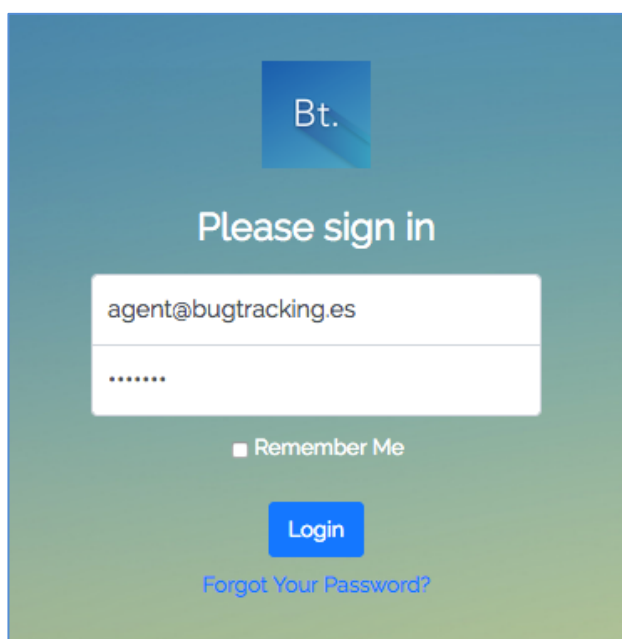 Bt.
Please sign in
agent@bugtracking.es
•••••••
Remember Me
Login
Forgot Your Password?